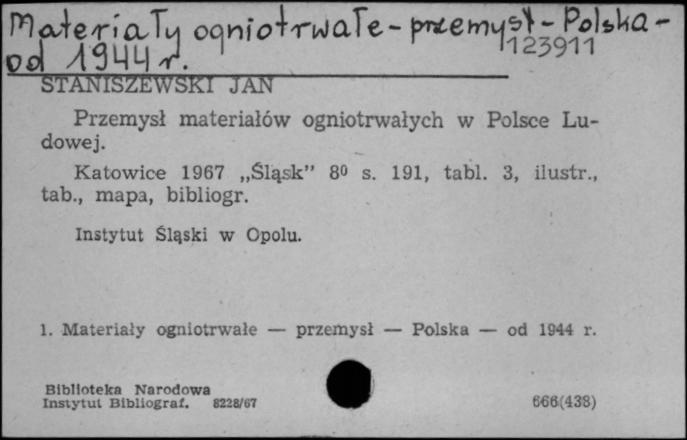 Materiały ogniotrwałe - przemysł - Polska -
od 1944 r.
123911
STANISZEWSKI JAN
Przemysł materiałów ogniotrwałych w Polsce Lu-
dowej.
Katowice 1967 „Śląsk” 8⁰ s. 191, tabl. 3, ilustr.,
tab., mapa, bibliogr.
Instytut Śląski w Opolu.
1. Materiały ogniotrwałe — przemysł — Polska — od 1944 r.
Biblioteka Narodowa
Instytut Bibliograf. 8228/67
666(438)